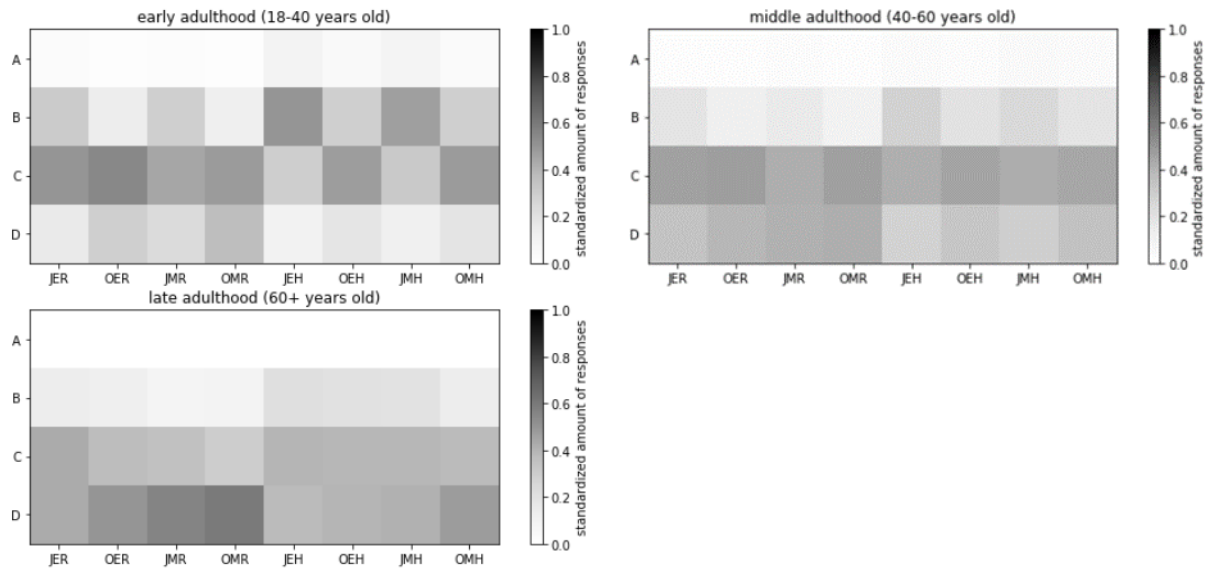 early adulthood (18-40 years old)
A
B
C
D
JER OER JMR OMR JEH OEH JMH OMH
1.0
0.8
0.6
0.4
0.2
0.0
standardized amount of responses
middle adulthood (40-60 years old)
A
B
C
D
JER OER JMR OMR JEH OEH JMH OMH
1.0
0.8
0.6
0.4
0.2
0.0
standardized amount of responses
late adulthood (60+ years old)
A
B
C
D
JER OER JMR OMR JEH OEH JMH OMH
1.0
0.8
0.6
0.4
0.2
0.0
standardized amount of responses